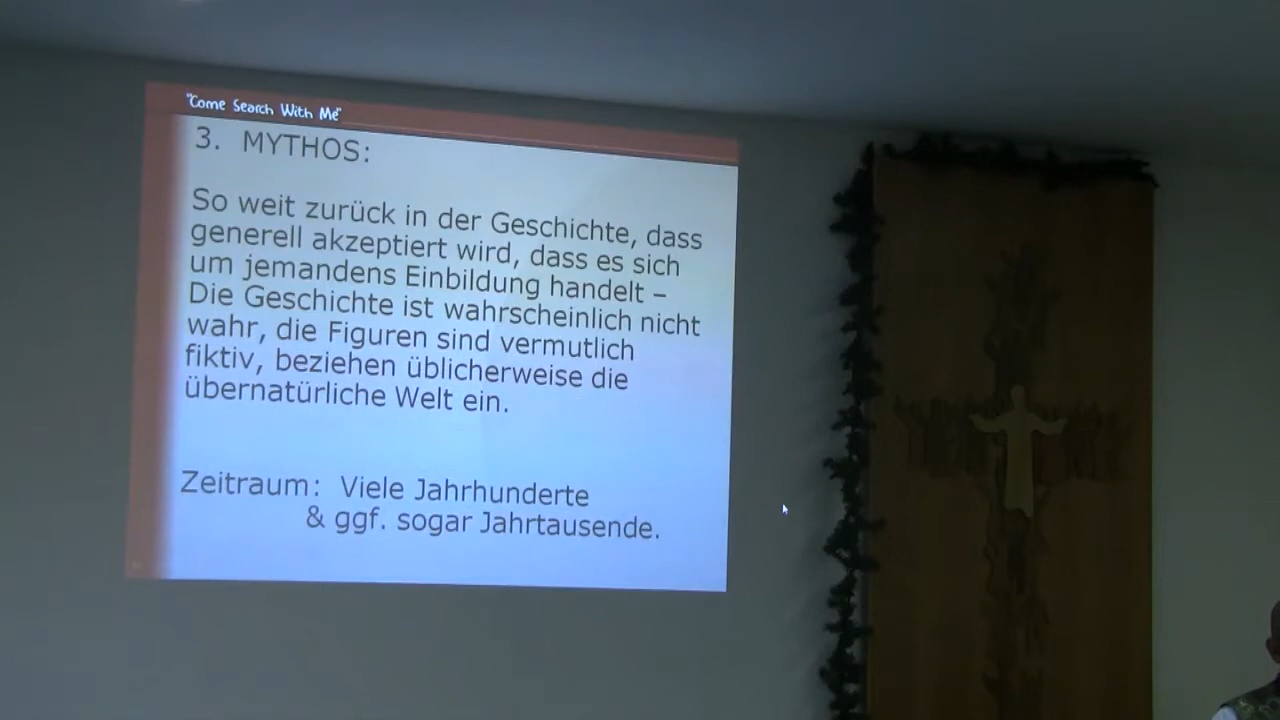 "Come Search With Me"
3. MYTHOS:
So weit zurück in der Geschichte, dass
generell akzeptiert wird, dass es sich
um jemandens Einbildung handelt –
Die Geschichte ist wahrscheinlich nicht
wahr, die Figuren sind vermutlich
fiktiv, beziehen üblicherweise die
übernatürliche Welt ein.
Zeitraum: Viele Jahrhunderte
& ggf. sogar Jahrtausende.